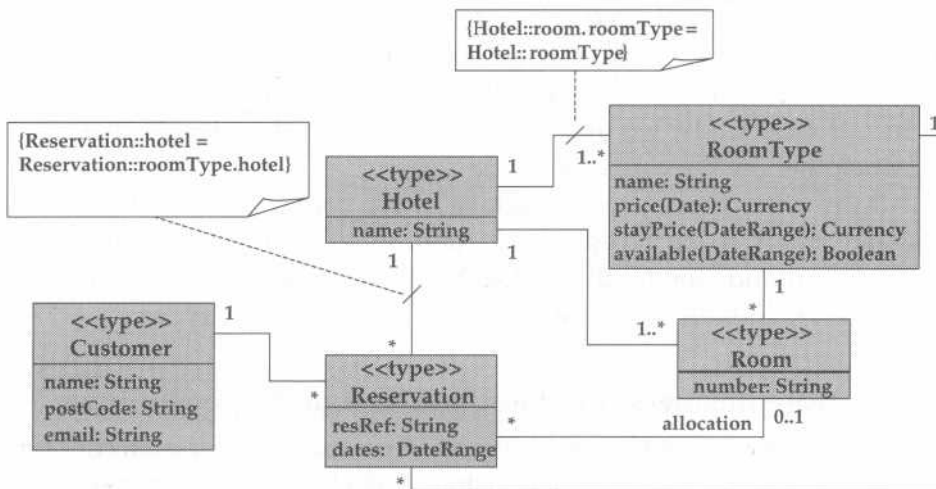 {Hotel::room.roomType =
Hotel::roomType}
{Reservation::hotel =
Reservation::roomType.hotel}
<<type>>
RoomType
name: String
price(Date): Currency
stayPrice(DateRange): Currency
available(DateRange): Boolean
1
1
1..*
<<type>>
Hotel
name: String
1
1
1
*
1..*
<<type>>
Room
number: String
0..1
allocation
<<type>>
Customer
name: String
postCode: String
email: String
1
*
*
<<type>>
Reservation
resRef: String
dates: DateRange
*
*